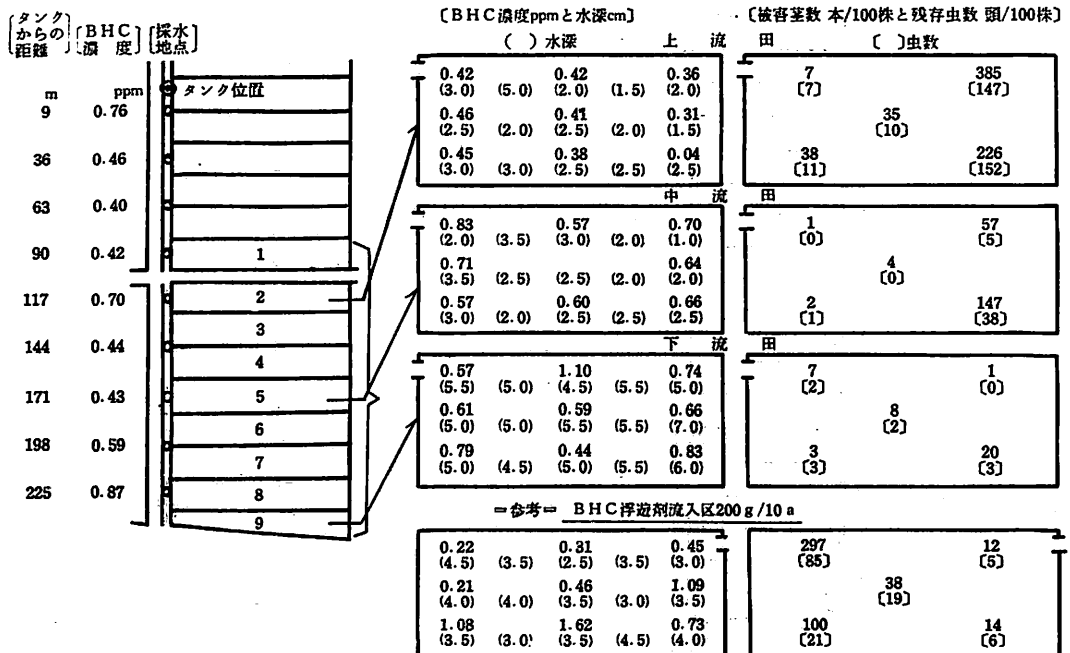 〔タンクからの距離〕〔BHC濃度〕〔採水地点〕
m ppm
タンク位置
9 0.76
36 0.46
63 0.40
90 0.42
117 0.70
144 0.44
171 0.43
198 0.59
225 0.87
1
2
3
4
5
6
7
8
9
〔BHC濃度ppmと水深cm〕
( ) 水深
上流田
0.42 0.42 0.36
(3.0) (5.0) (2.0) (1.5) (2.0)
0.46 0.41 0.31
(2.5) (2.0) (2.5) (2.0) (1.5)
0.45 0.38 0.04
(3.0) (3.0) (2.5) (2.5) (2.5)
〔被害茎数 本/100株と残存虫数 頭/100株〕
〔 〕虫数
7 385
〔7〕 〔147〕
35
〔10〕
38 226
〔11〕 〔152〕
中流田
0.83 0.57 0.70
(2.0) (3.5) (3.0) (2.0) (1.0)
0.71 0.64
(3.5) (2.5) (2.5) (2.0) (2.0)
0.57 0.60 0.66
(3.0) (2.0) (2.5) (2.5) (2.5)
1 57
〔0〕 〔5〕
4
〔0〕
2 147
〔1〕 〔38〕
下流田
0.57 1.10 0.74
(5.5) (5.0) (4.5) (5.5) (5.0)
0.61 0.59 0.66
(5.0) (5.0) (5.5) (5.5) (7.0)
0.79 0.44 0.83
(5.0) (4.5) (5.0) (5.5) (6.0)
7 1
〔2〕 〔0〕
8
〔2〕
3 20
〔3〕 〔3〕
=参考= BHC浮遊剤流入区200g/10a
0.22 0.31 0.45
(4.5) (3.5) (2.5) (3.5) (3.0)
0.21 0.46 1.09
(4.0) (4.0) (3.5) (3.0) (3.5)
1.08 1.62 0.73
(3.5) (3.0) (3.5) (4.5) (4.0)
297 12
〔85〕 〔5〕
38
〔19〕
100 14
〔21〕 〔6〕